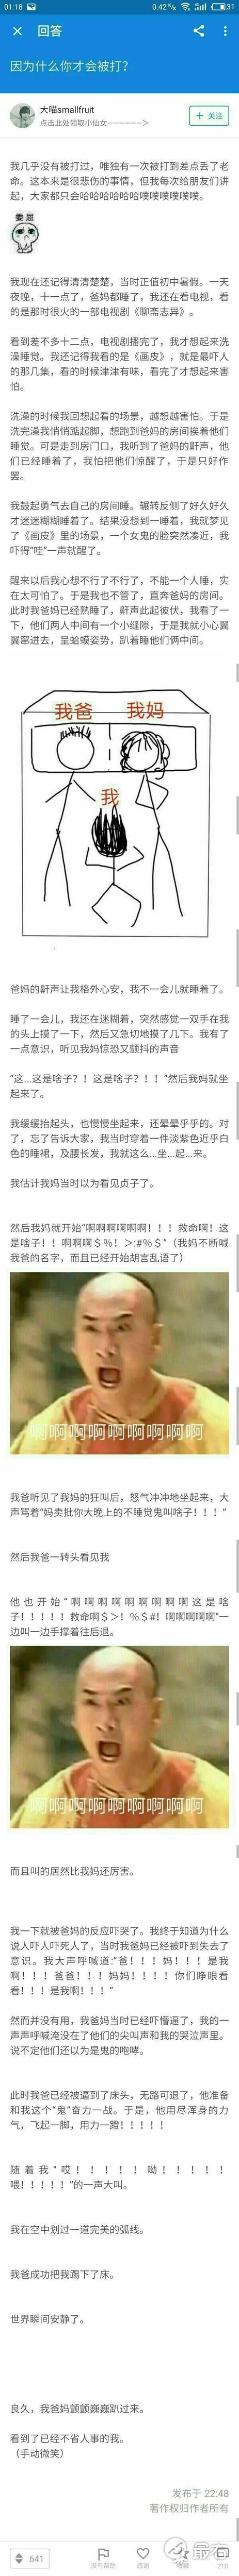 01:18
0.42 K/s
31
回答
因为什么你才会被打？
大喵smallfruit
点击此处领取小仙女——————>
+ 关注
我几乎没有被打过，唯独有一次被打到差点丢了老
命。这本来是很悲伤的事情，但我每次给朋友们讲
起，大家都只会哈哈哈哈哈哈噗噗噗噗噗噗。
委屈
我现在还记得清清楚楚，当时正值初中暑假。一天
夜晚，十一点了，爸妈都睡了，我还在看电视，看
的是那时很火的一部电视剧《聊斋志异》。
看到差不多十二点，电视剧播完了，我才想起来洗
澡睡觉。我还记得我看的是《画皮》，就是最吓人
的那几集，看的时候津津有味，看完了才想起来害
怕。
洗澡的时候我回想起看的场景，越想越害怕。于是
洗完澡我悄悄踮起脚，想跑到爸妈的房间挨着他们
睡觉。可是走到房门口，我听到了爸妈的鼾声，他
们已经睡着了，我怕把他们惊醒了，于是只好作
罢。
我鼓起勇气去自己的房间睡。辗转反侧了好久好久
才迷迷糊糊睡着了。结果没想到一睡着，我就梦见
了《画皮》里的场景，一个女鬼的脸突然凑近，我
吓得“哇”一声就醒了。
醒来以后我心想不行了不行了，不能一个人睡，实
在太可怕了。于是我也不管了，直奔爸妈的房间。
此时我爸妈已经熟睡了，鼾声此起彼伏，我看了一
下，他们两人中间有一个小缝隙，于是我就小心翼
翼窜进去，呈蛤蟆姿势，趴着睡他们俩中间。
我爸
我妈
我
爸妈的鼾声让我格外心安，我不一会儿就睡着了。
睡了一会儿，我还在迷糊着，突然感觉一双手在我
的头上摸了一下，然后又急切地摸了几下。我有了
一点意识，听见我妈惊恐又颤抖的声音
“这...这是啥子？！这是啥子？！！”然后我妈就坐
起来了。
我缓缓抬起头，也慢慢坐起来，还晕晕乎乎的。对
了，忘了告诉大家，我当时穿着一件淡紫色近乎白
色的睡裙，及腰长发，我就这么...坐...起...来。
我估计我妈当时以为看见贞子了。
然后我妈就开始“啊啊啊啊啊啊！！！救命啊！这
是啥子！！啊啊啊＄%！＞:#%＄”（我妈不断喊
我爸的名字，而且已经开始胡言乱语了）
啊啊啊啊啊啊啊啊啊
我爸听见了我妈的狂叫后，怒气冲冲地坐起来，大
声骂着“妈卖批你大晚上的不睡觉鬼叫啥子！！！”
然后我爸一转头看见我
他也开始“啊啊啊啊啊啊啊啊啊这是啥
子！！！！！救命啊＄＞！%＄#！啊啊啊啊啊”一
边叫一边手撑着往后退。
啊啊啊啊啊啊啊啊啊
而且叫的居然比我妈还厉害。
我一下就被爸妈的反应吓哭了。我终于知道为什么
说人吓人吓死人了，当时我爸妈已经被吓到失去了
意识。我大声呼喊道:“爸！！！妈！！！是我
啊！！！爸爸！！！妈妈！！！！你们睁眼看
看！！！是我啊！！！”
然而并没有用，我爸妈当时已经吓懵逼了，我的一
声声呼喊淹没在了他们的尖叫声和我的哭泣声里。
说不定他们还以为是鬼的咆哮。
此时我爸已经被逼到了床头，无路可退了，他准备
和我这个“鬼”奋力一战。于是，他用尽浑身的力
气，飞起一脚，用力一蹬！！！！！
随着我“哎！！！！！呦！！！！！
喂！！！！！”的一声大叫。
我在空中划过一道完美的弧线。
我爸成功把我踢下了床。
世界瞬间安静了。
良久，我爸妈颤颤巍巍趴过来。
看到了已经不省人事的我。
（手动微笑）
发布于 22:48
著作权归作者所有
641
没有帮助
感谢
收藏
210
最右